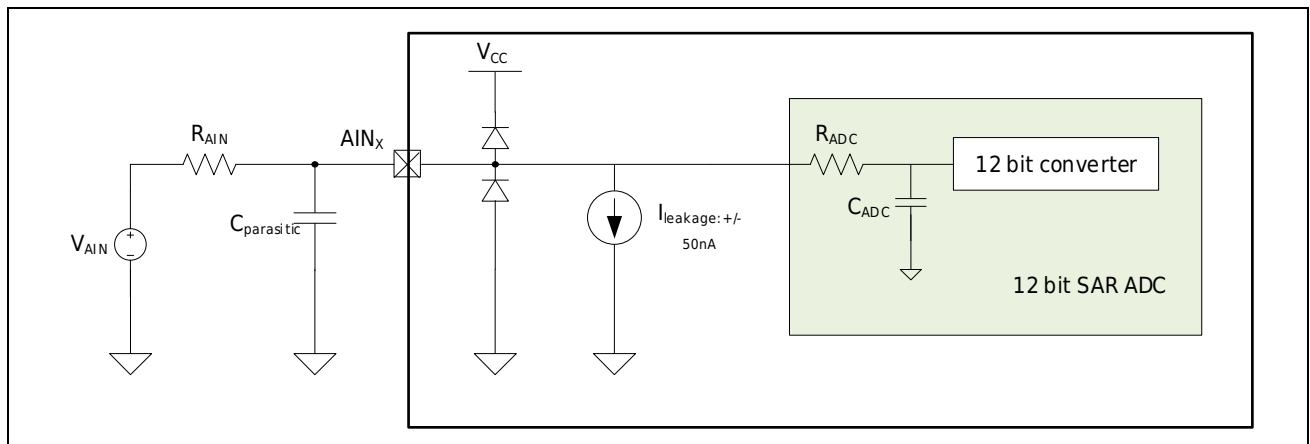 V_CC
R_AIN
AIN_X
R_ADC
12 bit converter
C_parasitic
V_AIN
+
−
I_leakage: +/-
50nA
C_ADC
12 bit SAR ADC